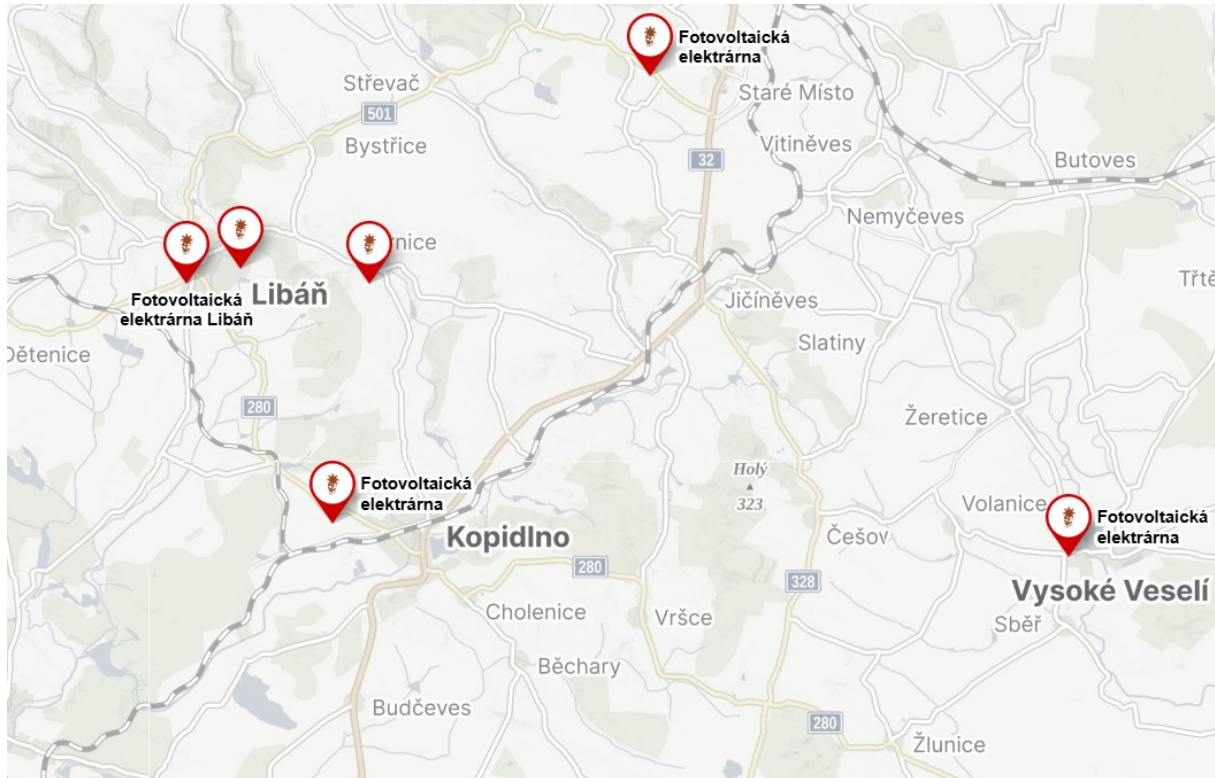 Fotovoltaická
elektrárna
Střevač
Staré Místo
501
Bystřice
Vitiněves
32
Butoves
Nemyčeves
rnice
Libáň
Fotovoltaická
elektrárna Libáň
Jičíněves
Třtě
Slatiny
Dětenice
280
Žeretice
Holý
323
Fotovoltaická
elektrárna
Volanice
Fotovoltaická
elektrárna
Kopidlno
Češov
280
328
Vysoké Veselí
Cholenice
Vršce
Sběř
Běchary
Budčeves
280
Žlunice